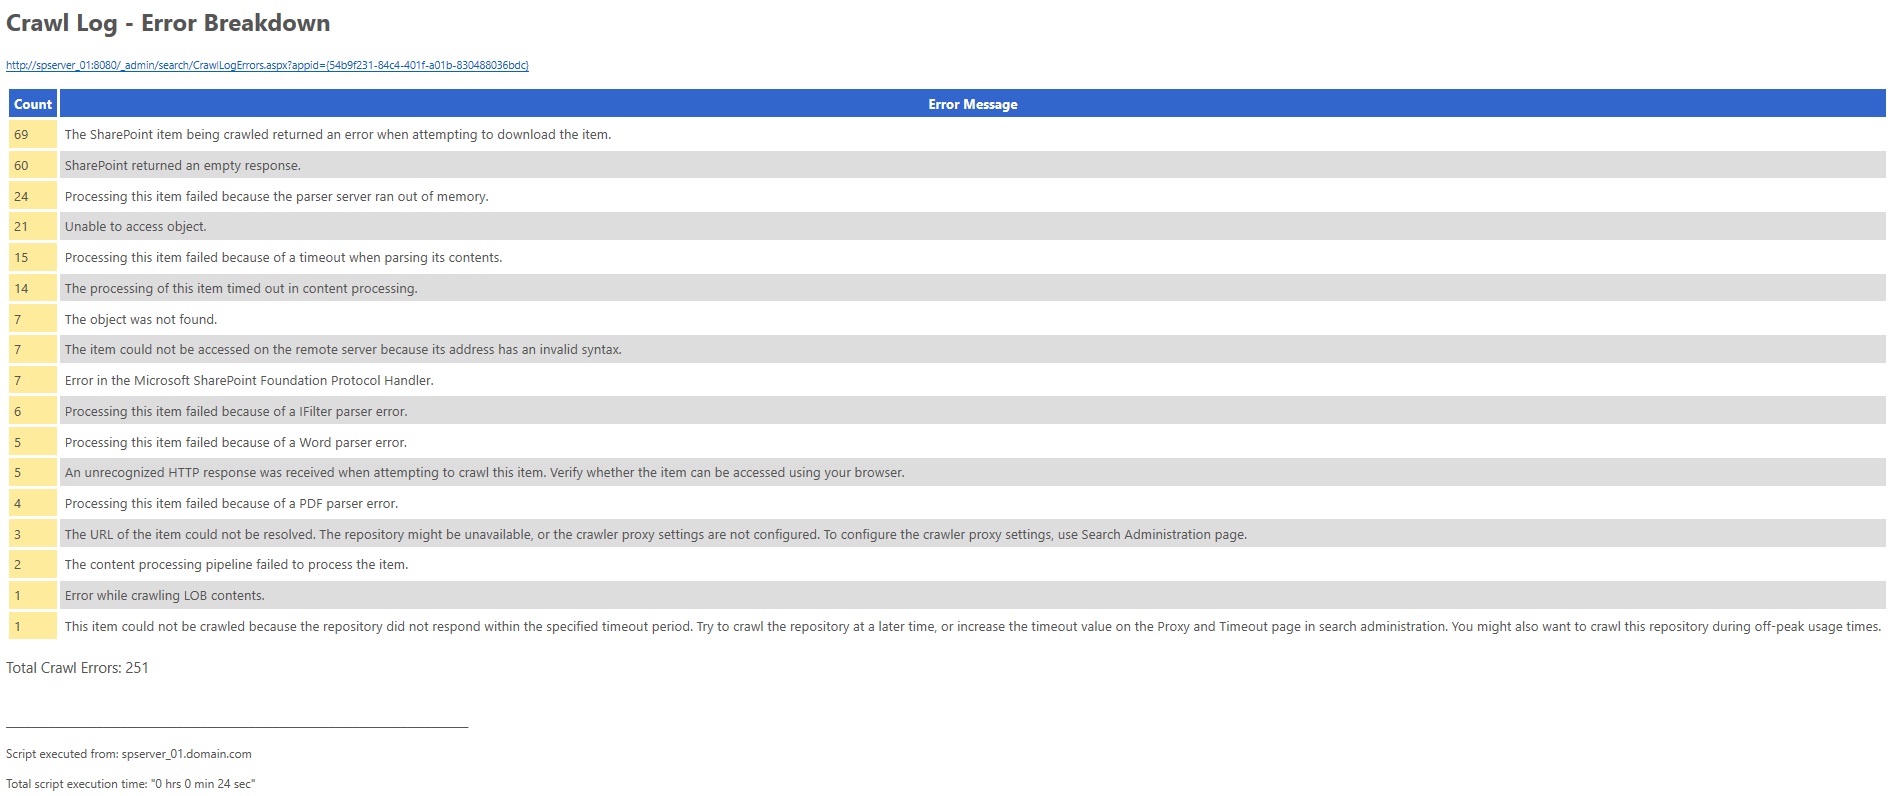 Crawl Log - Error Breakdown
http://spserver_01:8080/_admin/search/CrawlLogErrors.aspx?appid={54b9f231-84c4-401f-a01b-830488036bdc}
Count Error Message
69 The SharePoint item being crawled returned an error when attempting to download the item.
60 SharePoint returned an empty response.
24 Processing this item failed because the parser server ran out of memory.
21 Unable to access object.
15 Processing this item failed because of a timeout when parsing its contents.
14 The processing of this item timed out in content processing.
7 The object was not found.
7 The item could not be accessed on the remote server because its address has an invalid syntax.
7 Error in the Microsoft SharePoint Foundation Protocol Handler.
6 Processing this item failed because of a IFilter parser error.
5 Processing this item failed because of a Word parser error.
5 An unrecognized HTTP response was received when attempting to crawl this item. Verify whether the item can be accessed using your browser.
4 Processing this item failed because of a PDF parser error.
3 The URL of the item could not be resolved. The repository might be unavailable, or the crawler proxy settings are not configured. To configure the crawler proxy settings, use Search Administration page.
2 The content processing pipeline failed to process the item.
1 Error while crawling LOB contents.
1 This item could not be crawled because the repository did not respond within the specified timeout period. Try to crawl the repository at a later time, or increase the timeout value on the Proxy and Timeout page in search administration. You might also want to crawl this repository during off-peak usage times.
Total Crawl Errors: 251
Script executed from: spserver_01.domain.com
Total script execution time: "0 hrs 0 min 24 sec"